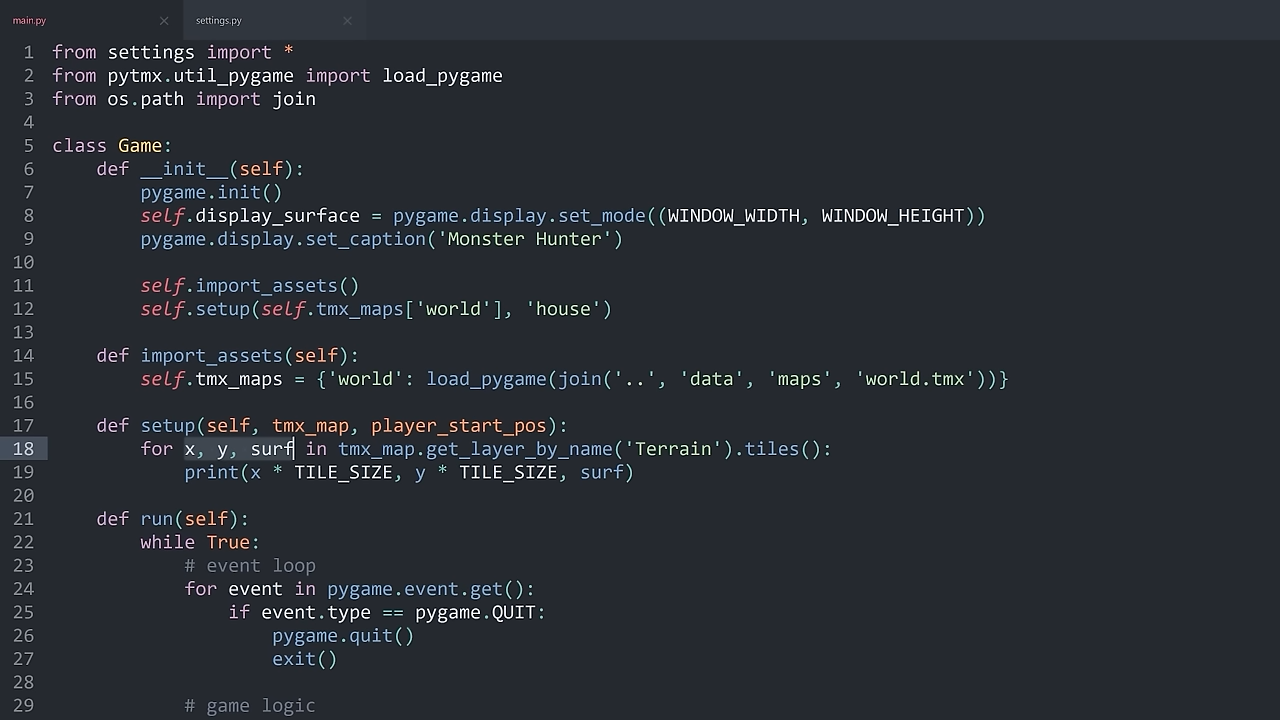 main.py
settings.py
1 from settings import *
2 from pytmx.util_pygame import load_pygame
3 from os.path import join
4
5 class Game:
6     def __init__(self):
7         pygame.init()
8         self.display_surface = pygame.display.set_mode((WINDOW_WIDTH, WINDOW_HEIGHT))
9         pygame.display.set_caption('Monster Hunter')
10
11         self.import_assets()
12         self.setup(self.tmx_maps['world'], 'house')
13
14     def import_assets(self):
15         self.tmx_maps = {'world': load_pygame(join('..', 'data', 'maps', 'world.tmx'))}
16
17     def setup(self, tmx_map, player_start_pos):
18         for x, y, surf in tmx_map.get_layer_by_name('Terrain').tiles():
19             print(x * TILE_SIZE, y * TILE_SIZE, surf)
20
21     def run(self):
22         while True:
23             # event loop
24             for event in pygame.event.get():
25                 if event.type == pygame.QUIT:
26                     pygame.quit()
27                     exit()
28
29             # game logic